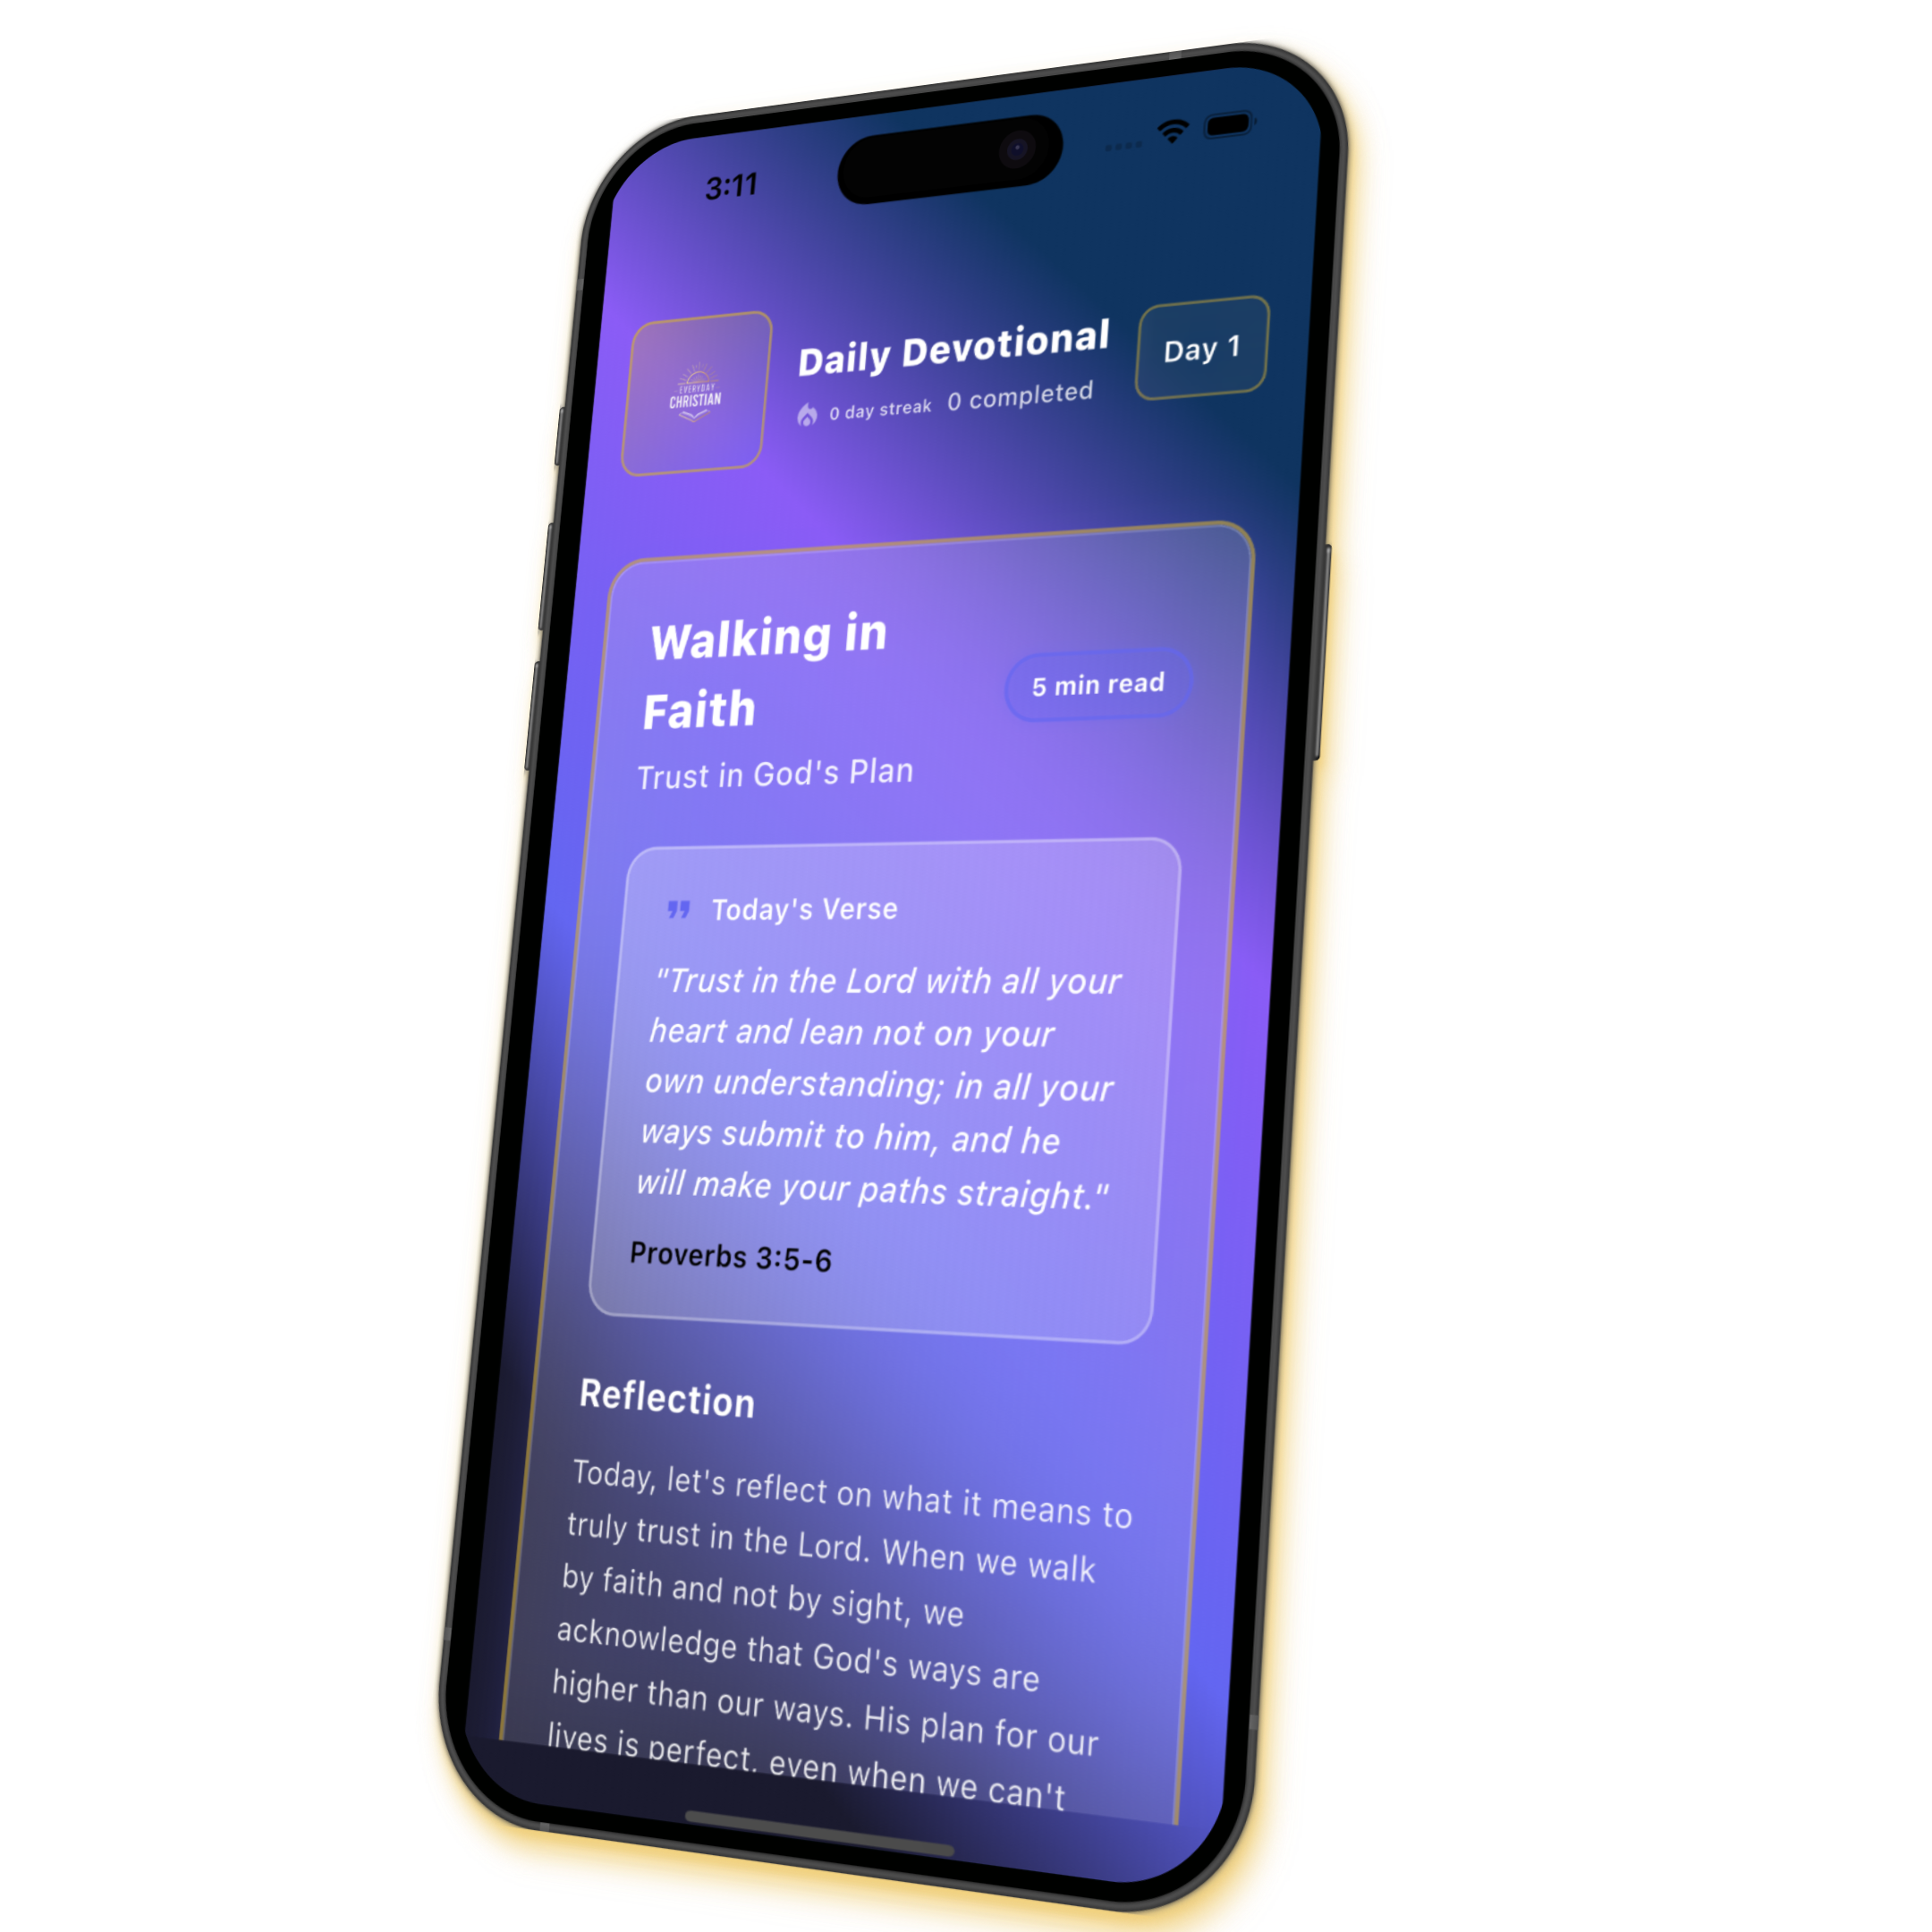 3:11
EVERYDAY
CHRISTIAN
Daily Devotional
0 day streak 0 completed
Day 1
Walking in
Faith
5 min read
Trust in God's Plan
Today's Verse
"Trust in the Lord with all your
heart and lean not on your
own understanding; in all your
ways submit to him, and he
will make your paths straight."
Proverbs 3:5-6
Reflection
Today, let's reflect on what it means to
truly trust in the Lord. When we walk
by faith and not by sight, we
acknowledge that God's ways are
higher than our ways. His plan for our
lives is perfect, even when we can't